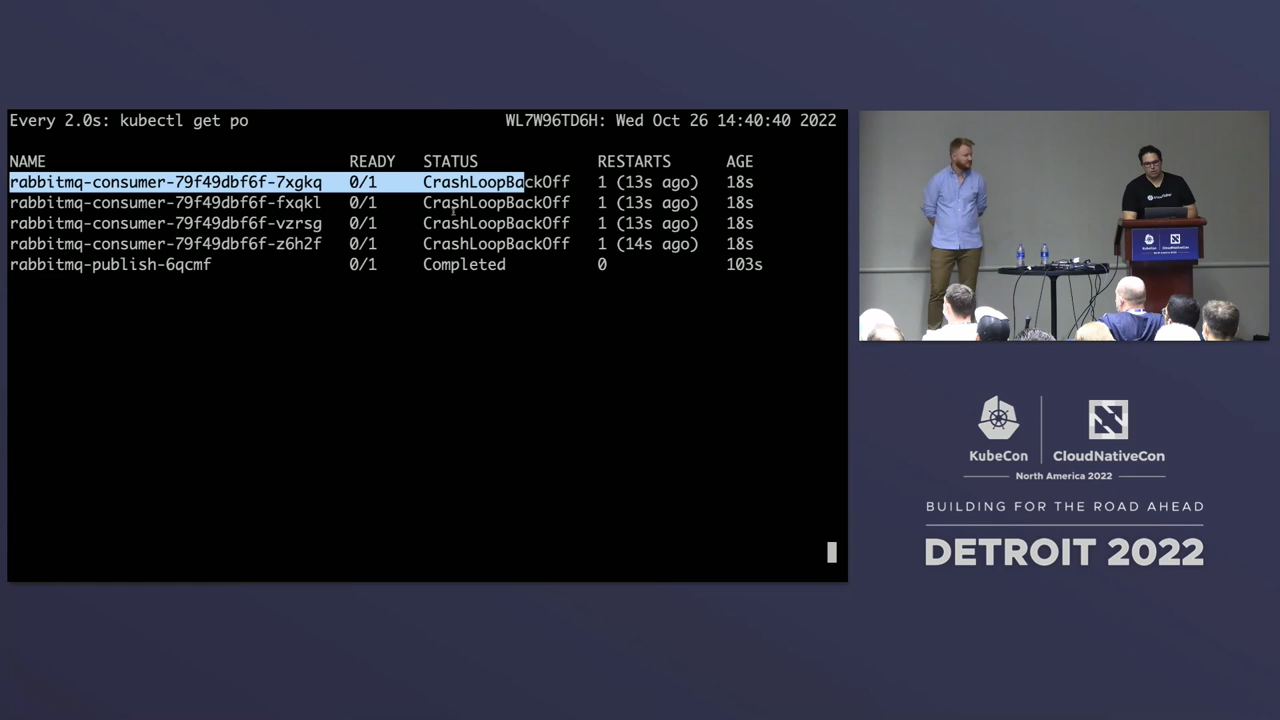 Every 2.0s: kubectl get po WL7W96TD6H: Wed Oct 26 14:40:40 2022
NAME READY STATUS RESTARTS AGE
rabbitmq-consumer-79f49dbf6f-7xgkq 0/1 CrashLoopBackOff 1 (13s ago) 18s
rabbitmq-consumer-79f49dbf6f-fxqkl 0/1 CrashLoopBackOff 1 (13s ago) 18s
rabbitmq-consumer-79f49dbf6f-vzrsg 0/1 CrashLoopBackOff 1 (13s ago) 18s
rabbitmq-consumer-79f49dbf6f-z6h2f 0/1 CrashLoopBackOff 1 (14s ago) 18s
rabbitmq-publish-6qcmf 0/1 Completed 0 103s
KubeCon CloudNativeCon
North America 2022
BUILDING FOR THE ROAD AHEAD
DETROIT 2022